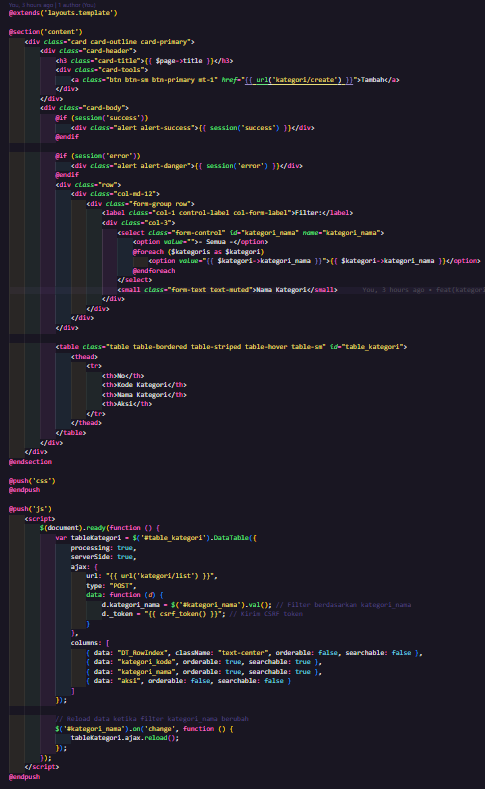 You, 3 hours ago | 1 author (You)
@extends('layouts.template')
@section('content')
<div class="card card-outline card-primary">
<div class="card-header">
<h3 class="card-title">{{ $page->title }}</h3>
<div class="card-tools">
<a class="btn btn-sm btn-primary mt-1" href="{{ url('kategori/create') }}">Tambah</a>
</div>
</div>
<div class="card-body">
@if (session('success'))
<div class="alert alert-success">{{ session('success') }}</div>
@endif
@if (session('error'))
<div class="alert alert-danger">{{ session('error') }}</div>
@endif
<div class="row">
<div class="col-md-12">
<div class="form-group row">
<label class="col-1 control-label col-form-label">Filter:</label>
<div class="col-3">
<select class="form-control" id="kategori_nama" name="kategori_nama">
<option value="">- Semua -</option>
@foreach ($kategoris as $kategori)
<option value="{{ $kategori->kategori_nama }}">{{ $kategori->kategori_nama }}</option>
@endforeach
</select>
<small class="form-text text-muted">Nama Kategori</small> You, 3 hours ago • feat(kategori
</div>
</div>
</div>
</div>
<table class="table table-bordered table-striped table-hover table-sm" id="table_kategori">
<thead>
<tr>
<th>No</th>
<th>Kode Kategori</th>
<th>Nama Kategori</th>
<th>Aksi</th>
</tr>
</thead>
</table>
</div>
</div>
@endsection
@push('css')
@endpush
@push('js')
<script>
$(document).ready(function () {
var tableKategori = $('#table_kategori').DataTable({
processing: true,
serverSide: true,
ajax: {
url: "{{ url('kategori/list') }}",
type: "POST",
data: function (d) {
d.kategori_nama = $('#kategori_nama').val(); // Filter berdasarkan kategori_nama
d._token = "{{ csrf_token() }}"; // Kirim CSRF token
}
},
columns: [
{ data: "DT_RowIndex", className: "text-center", orderable: false, searchable: false },
{ data: "kategori_kode", orderable: true, searchable: true },
{ data: "kategori_nama", orderable: true, searchable: true },
{ data: "aksi", orderable: false, searchable: false }
]
});
// Reload data ketika filter kategori_nama berubah
$('#kategori_nama').on('change', function () {
tableKategori.ajax.reload();
});
});
</script>
@endpush